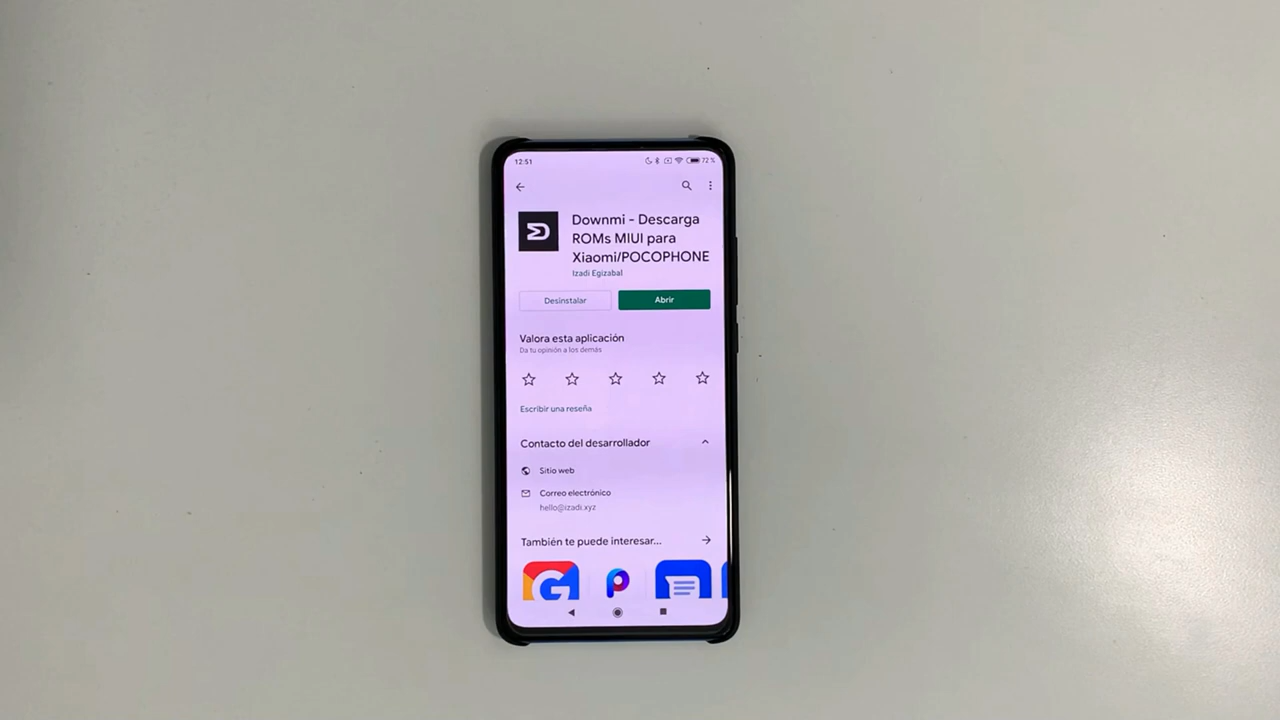 12:51
72 %
Downmi - Descarga
ROMs MIUI para
Xiaomi/POCOPHONE
Izadi Egizabal
Desinstalar
Abrir
Valora esta aplicación
Da tu opinión a los demás
Escribir una reseña
Contacto del desarrollador
Sitio web
Correo electrónico
hello@izadi.xyz
También te puede interesar...